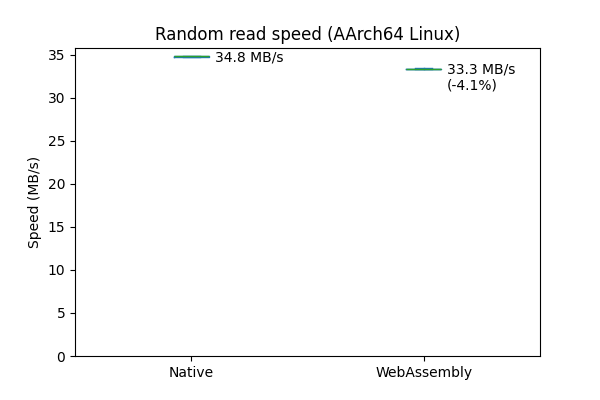 Random read speed (AArch64 Linux)
35
34.8 MB/s
33.3 MB/s
(-4.1%)
30
25
20
15
10
5
0
Speed (MB/s)
Native
WebAssembly